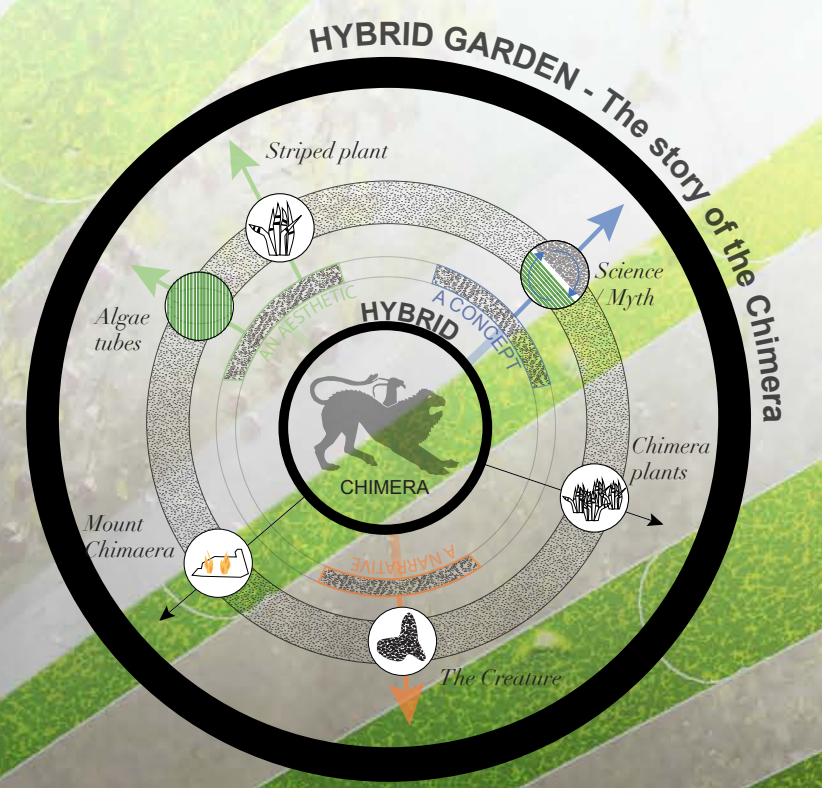 HYBRID GARDEN - The story of the Chimera
Striped plant
Science
/ Myth
Algae
tubes
AN AESTHETIC
HYBRID
A CONCEPT
CHIMERA
Chimera
plants
Mount
Chimaera
A NARRATIVE
The Creature